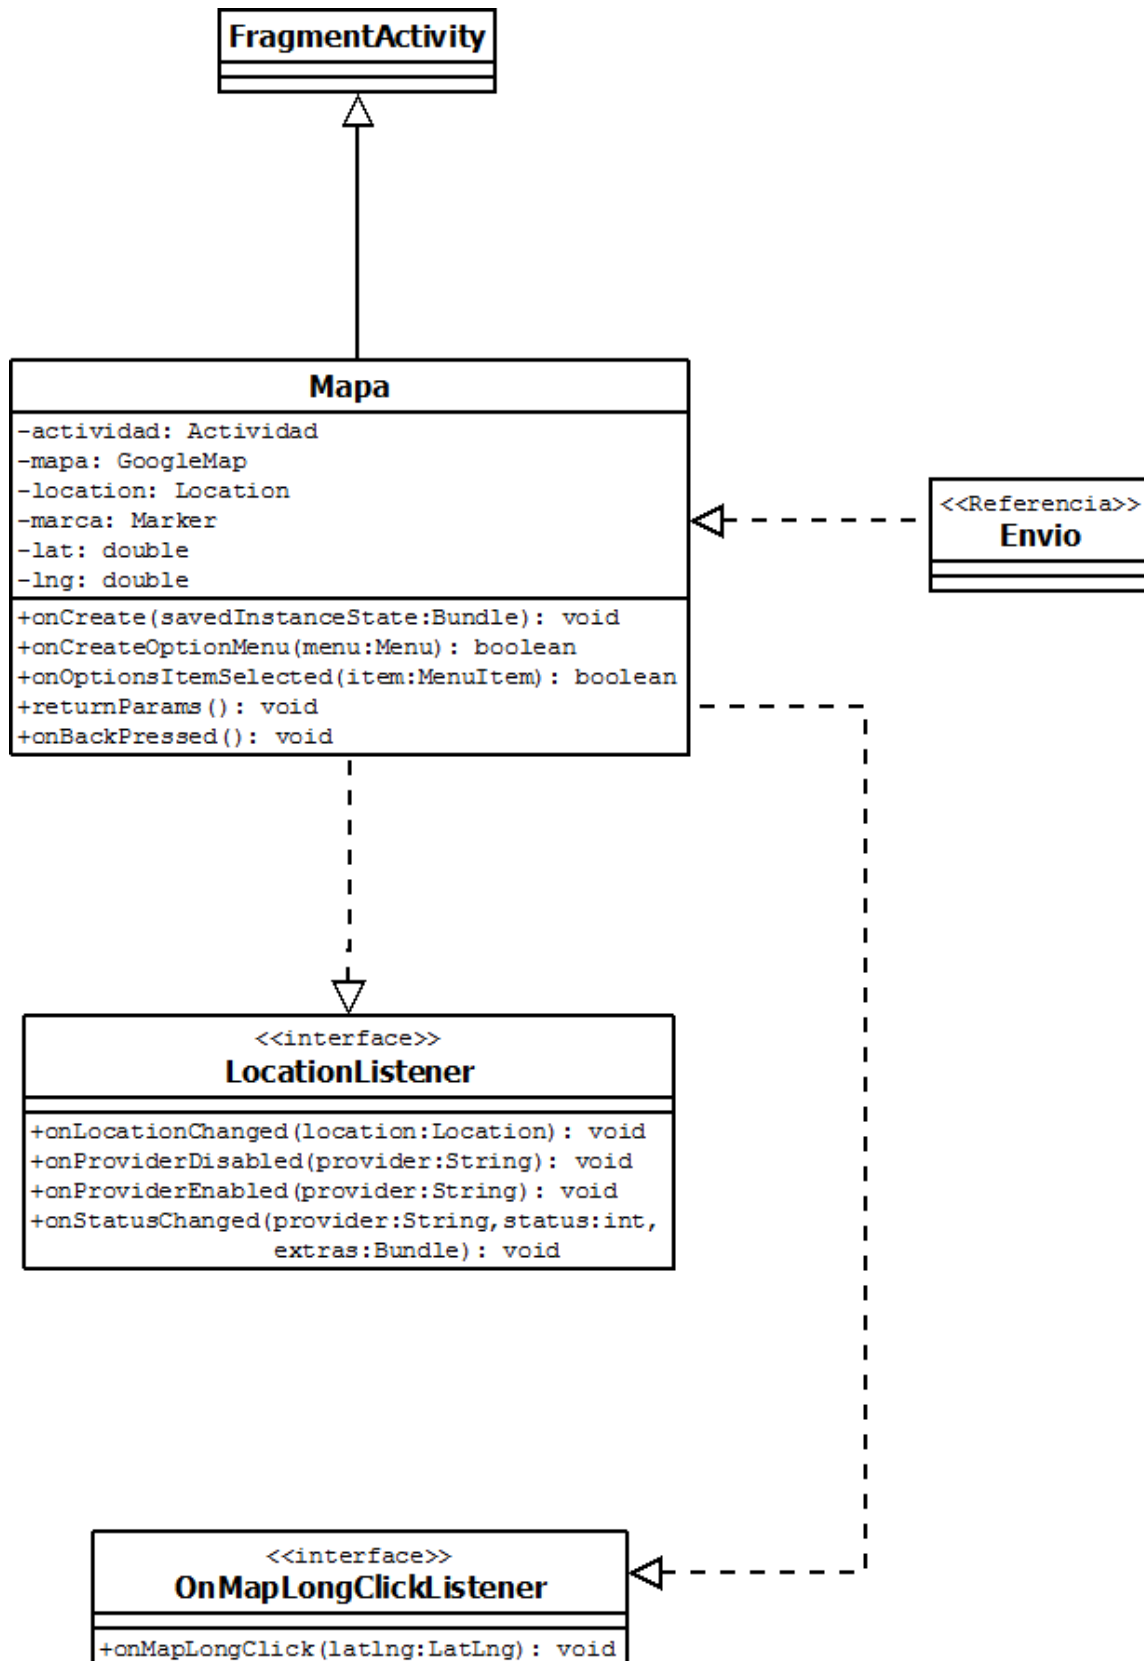 FragmentActivity
Mapa
-actividad: Actividad
-mapa: GoogleMap
-location: Location
-marca: Marker
-lat: double
-lng: double
+onCreate(savedInstanceState:Bundle): void
+onCreateOptionMenu(menu:Menu): boolean
+onOptionsItemSelected(item:MenuItem): boolean
+returnParams(): void
+onBackPressed(): void
<<Referencia>>
Envio
<<interface>>
LocationListener
+onLocationChanged(location:Location): void
+onProviderDisabled(provider:String): void
+onProviderEnabled(provider:String): void
+onStatusChanged(provider:String,status:int,
extras:Bundle): void
<<interface>>
OnMapLongClickListener
+onMapLongClick(latlng:LatLng): void